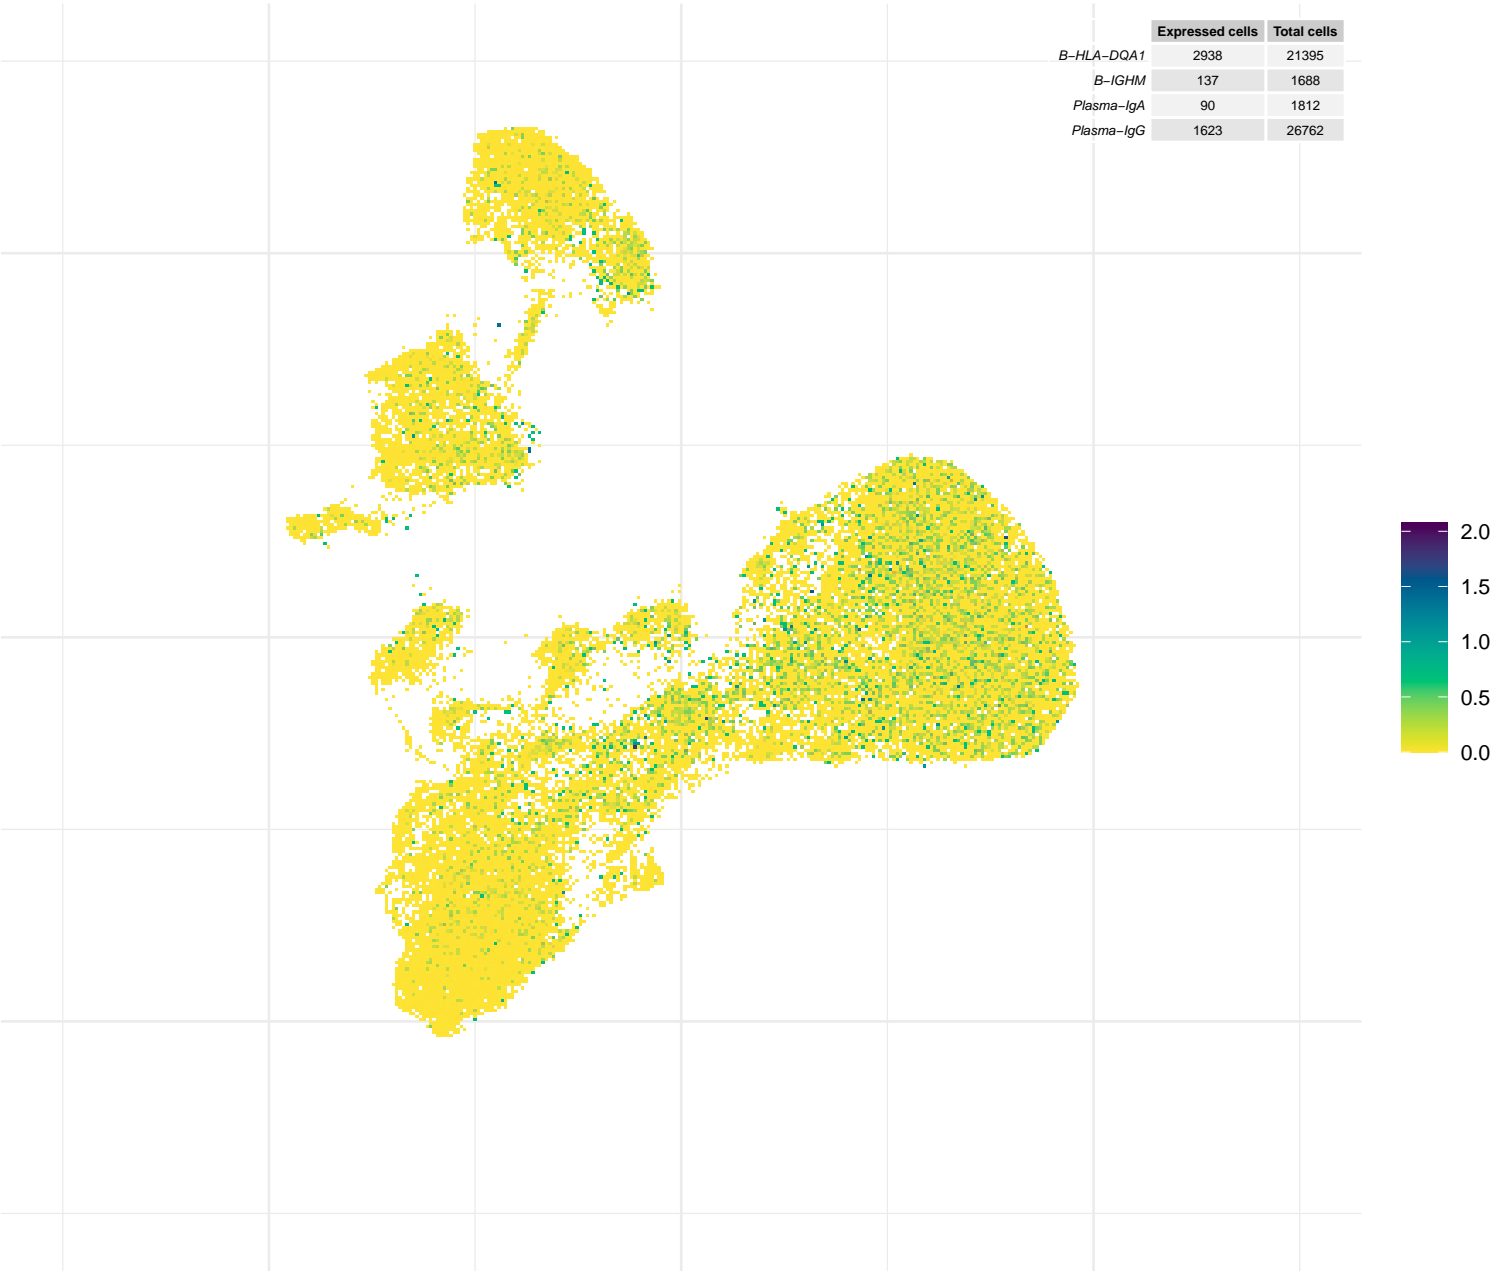 Expressed cells Total cells
B−HLA−DQA1 2938 21395
B−IGHM 137 1688
Plasma−IgA 90 1812
Plasma−IgG 1623 26762
2.0
1.5
1.0
0.5
0.0